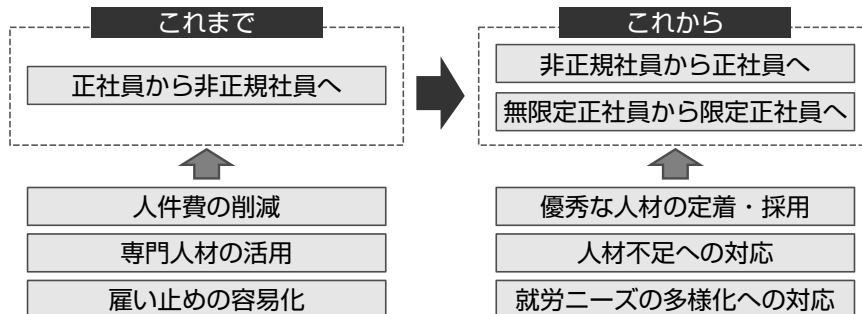 これまで
正社員から非正規社員へ
人件費の削減
専門人材の活用
雇い止めの容易化
これから
非正規社員から正社員へ
無限定正社員から限定正社員へ
優秀な人材の定着・採用
人材不足への対応
就労ニーズの多様化への対応